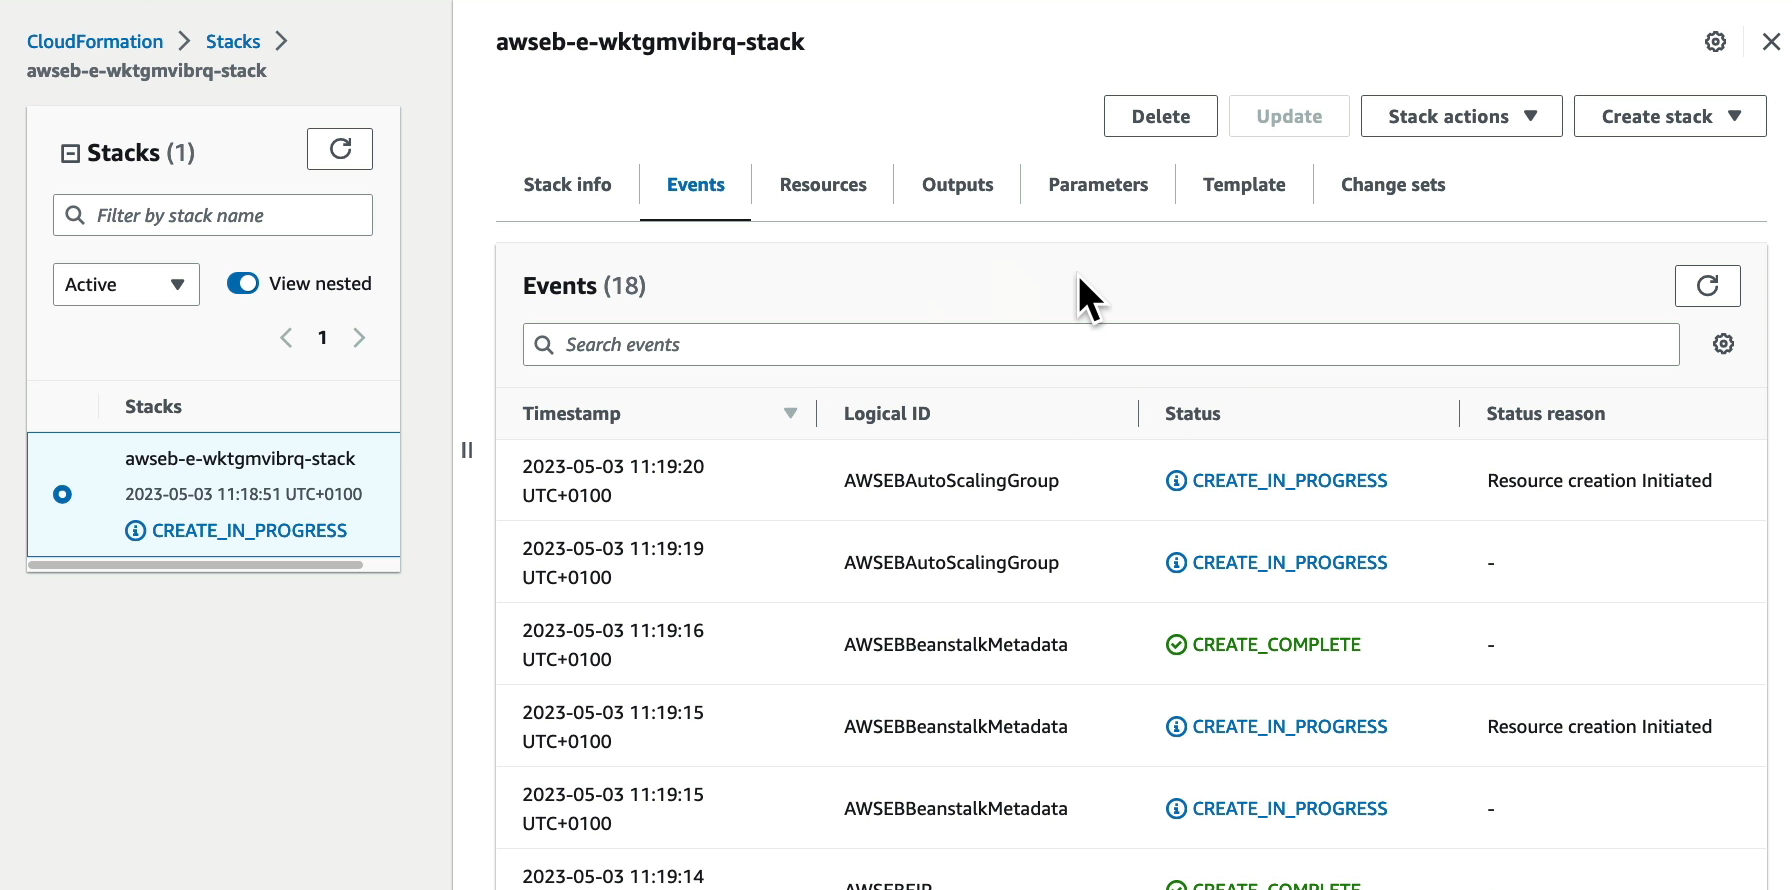 CloudFormation > Stacks >
awseb-e-wktgmvibrq-stack
Stacks (1)
Filter by stack name
Active View nested
1
Stacks
awseb-e-wktgmvibrq-stack
2023-05-03 11:18:51 UTC+0100
CREATE_IN_PROGRESS
awseb-e-wktgmvibrq-stack
Delete Update Stack actions Create stack
Stack info Events Resources Outputs Parameters Template Change sets
Events (18)
Search events
Timestamp Logical ID Status Status reason
2023-05-03 11:19:20
UTC+0100
AWSEBAutoScalingGroup CREATE_IN_PROGRESS Resource creation Initiated
2023-05-03 11:19:19
UTC+0100
AWSEBAutoScalingGroup CREATE_IN_PROGRESS -
2023-05-03 11:19:16
UTC+0100
AWSEBBeanstalkMetadata CREATE_COMPLETE -
2023-05-03 11:19:15
UTC+0100
AWSEBBeanstalkMetadata CREATE_IN_PROGRESS Resource creation Initiated
2023-05-03 11:19:15
UTC+0100
AWSEBBeanstalkMetadata CREATE_IN_PROGRESS -
2023-05-03 11:19:14
AWSEBEIP CREATE_COMPLETE